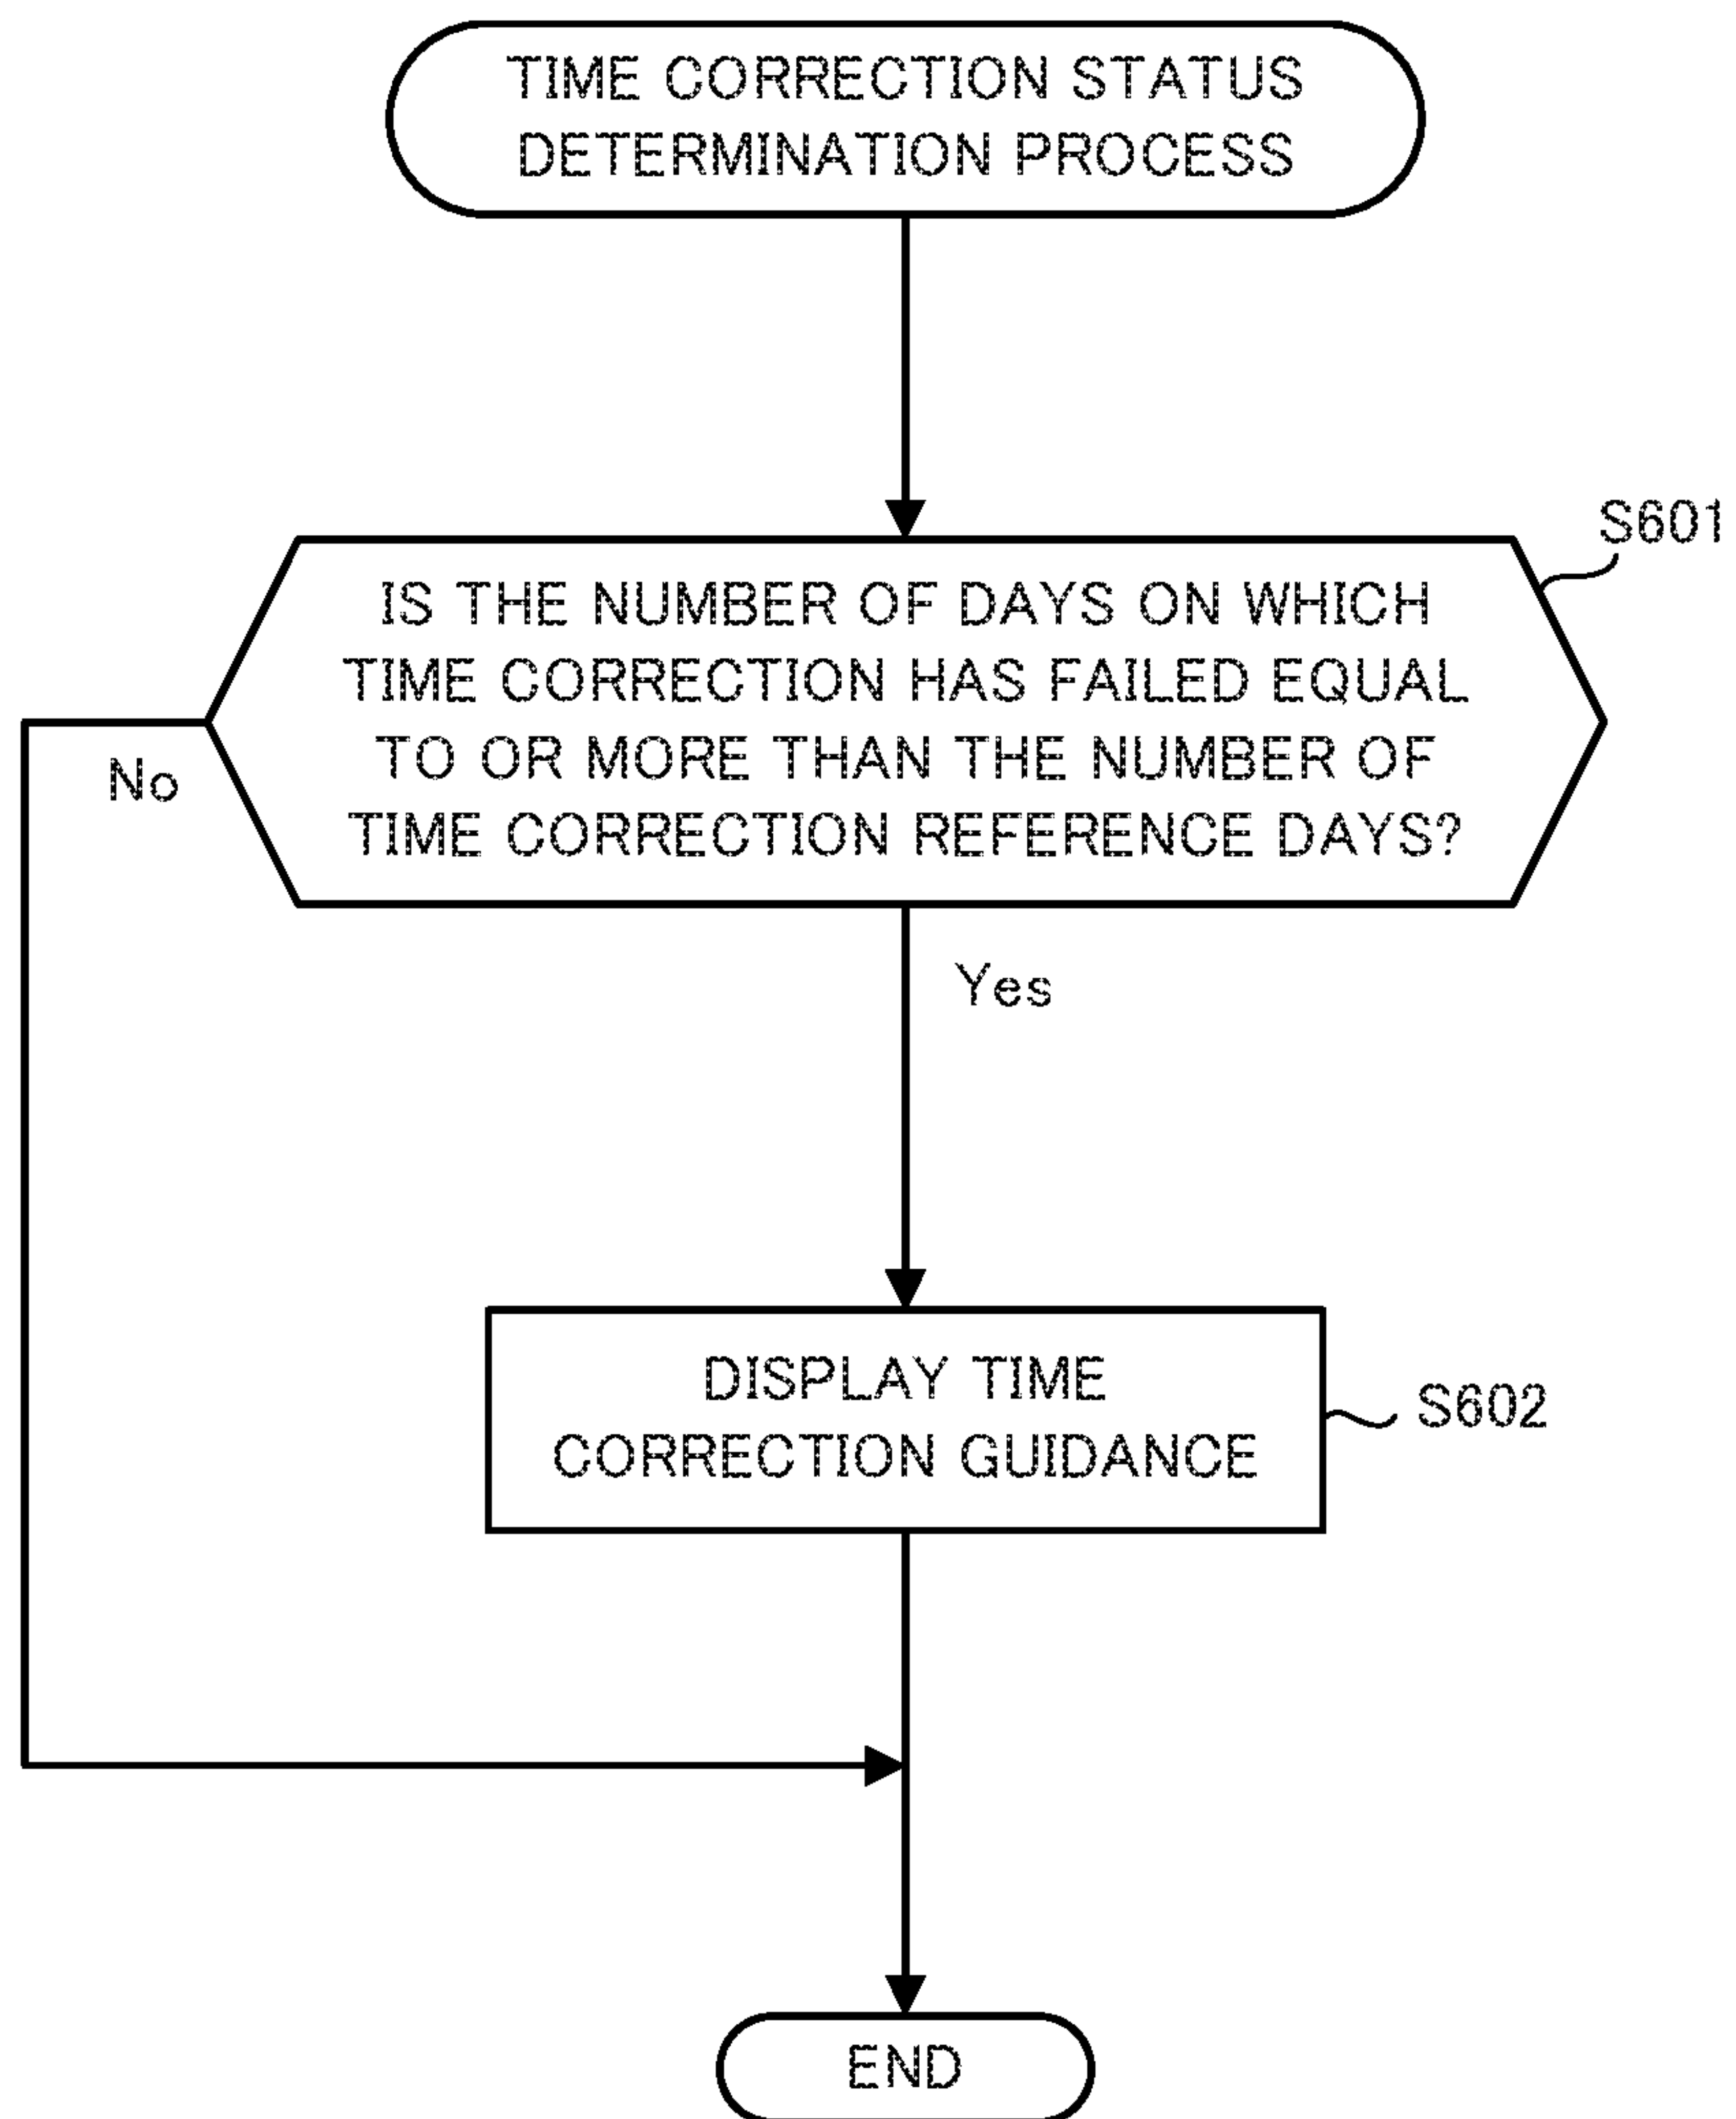 TIME CORRECTION STATUS
DETERMINATION PROCESS
S601
IS THE NUMBER OF DAYS ON WHICH
TIME CORRECTION HAS FAILED EQUAL
TO OR MORE THAN THE NUMBER OF
TIME CORRECTION REFERENCE DAYS?
No
Yes
DISPLAY TIME
CORRECTION GUIDANCE
S602
END